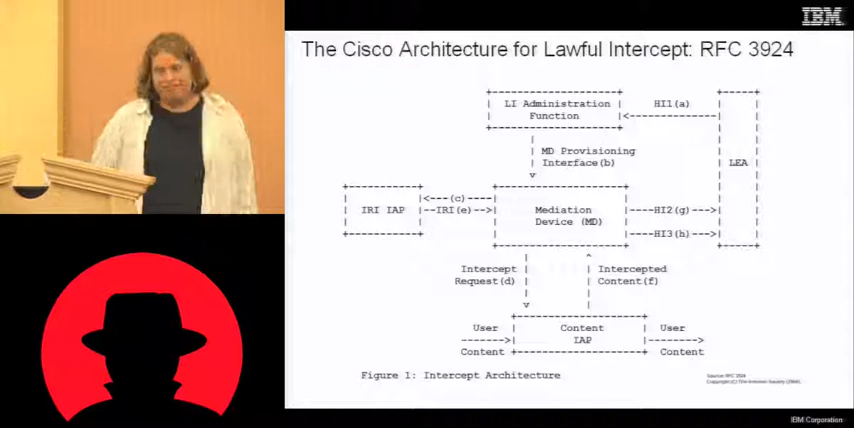 IBM
The Cisco Architecture for Lawful Intercept: RFC 3924
LI Administration
Function
HI1(a)
MD Provisioning
Interface(b)
LEA
IRI IAP
(c)
IRI(e)
Mediation
Device (MD)
HI2(g)
HI3(h)
Intercept
Request(d)
Intercepted
Content(f)
User
Content
Content
IAP
User
Content
Figure 1: Intercept Architecture
Source: RFC 3924
Copyright (C) The Internet Society (2004).
IBM Corporation